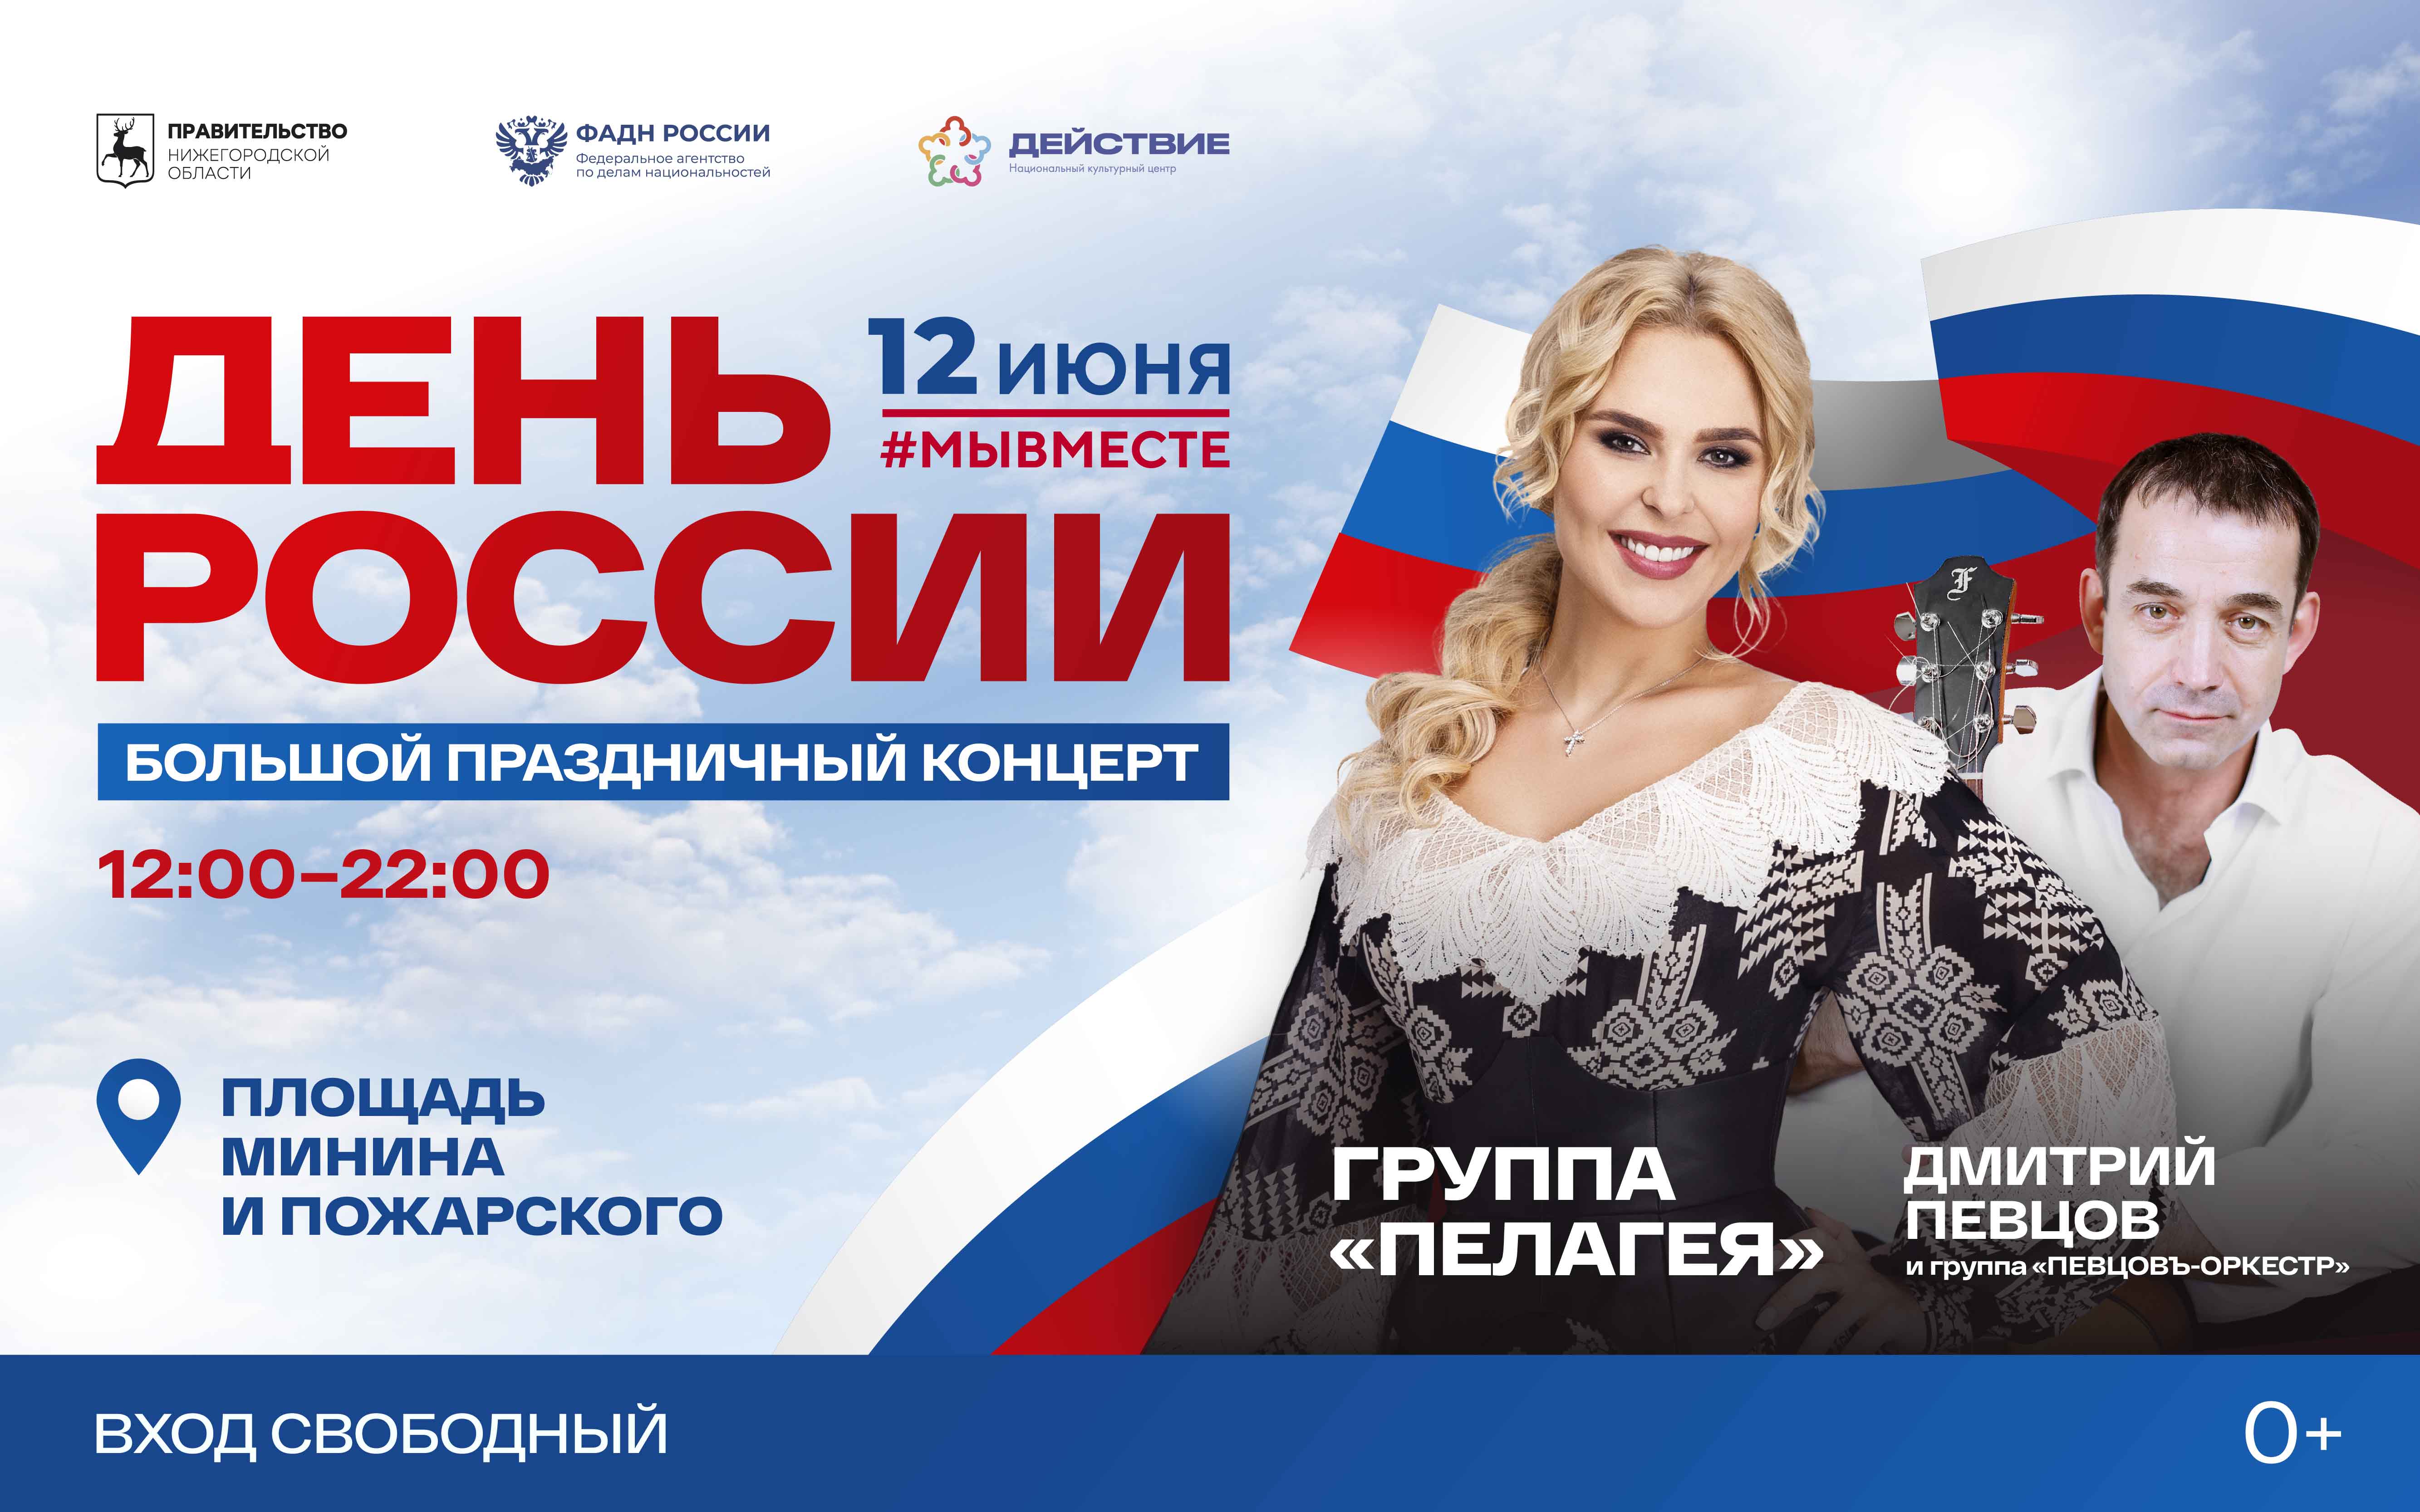 ПРАВИТЕЛЬСТВО
НИЖЕГОРОДСКОЙ
ОБЛАСТИ
ФАДН РОССИИ
Федеральное агентство
по делам национальностей
ДЕЙСТВИЕ
Национальный культурный центр
ДЕНЬ
12 ИЮНЯ
#МЫВМЕСТЕ
РОССИИ
БОЛЬШОЙ ПРАЗДНИЧНЫЙ КОНЦЕРТ
12:00–22:00
ПЛОЩАДЬ
МИНИНА
И ПОЖАРСКОГО
F
ГРУППА
«ПЕЛАГЕЯ»
ДМИТРИЙ
ПЕВЦОВ
и группа «ПЕВЦОВЪ-ОРКЕСТР»
ВХОД СВОБОДНЫЙ
0+